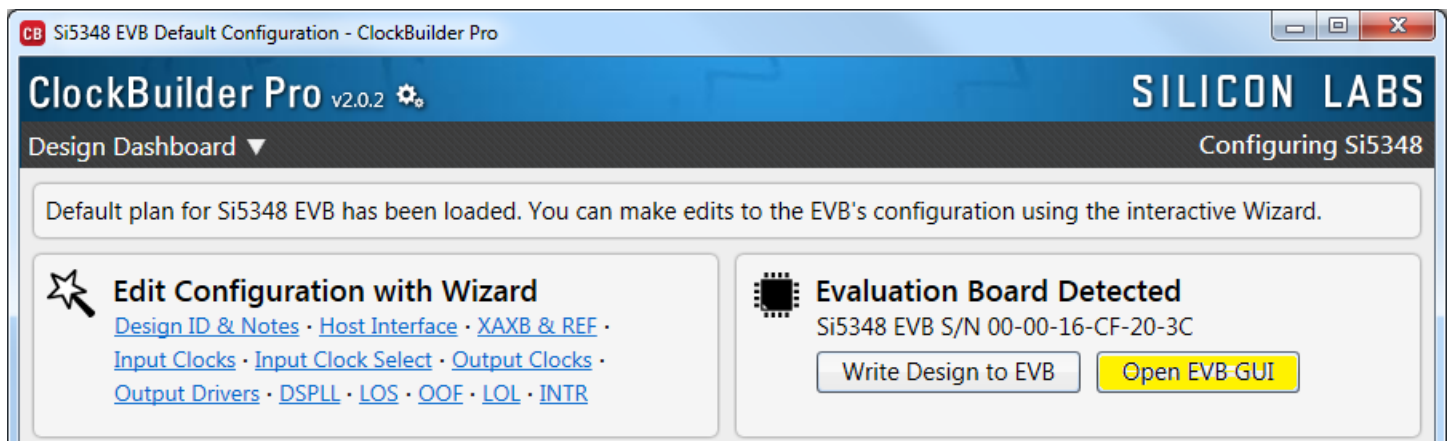 CB Si5348 EVB Default Configuration - ClockBuilder Pro
ClockBuilder Pro v2.0.2
SILICON LABS
Design Dashboard ▼
Configuring Si5348
Default plan for Si5348 EVB has been loaded. You can make edits to the EVB's configuration using the interactive Wizard.
Edit Configuration with Wizard
Design ID & Notes · Host Interface · XAXB & REF ·
Input Clocks · Input Clock Select · Output Clocks ·
Output Drivers · DSPLL · LOS · OOF · LOL · INTR
Evaluation Board Detected
Si5348 EVB S/N 00-00-16-CF-20-3C
Write Design to EVB
Open EVB GUI